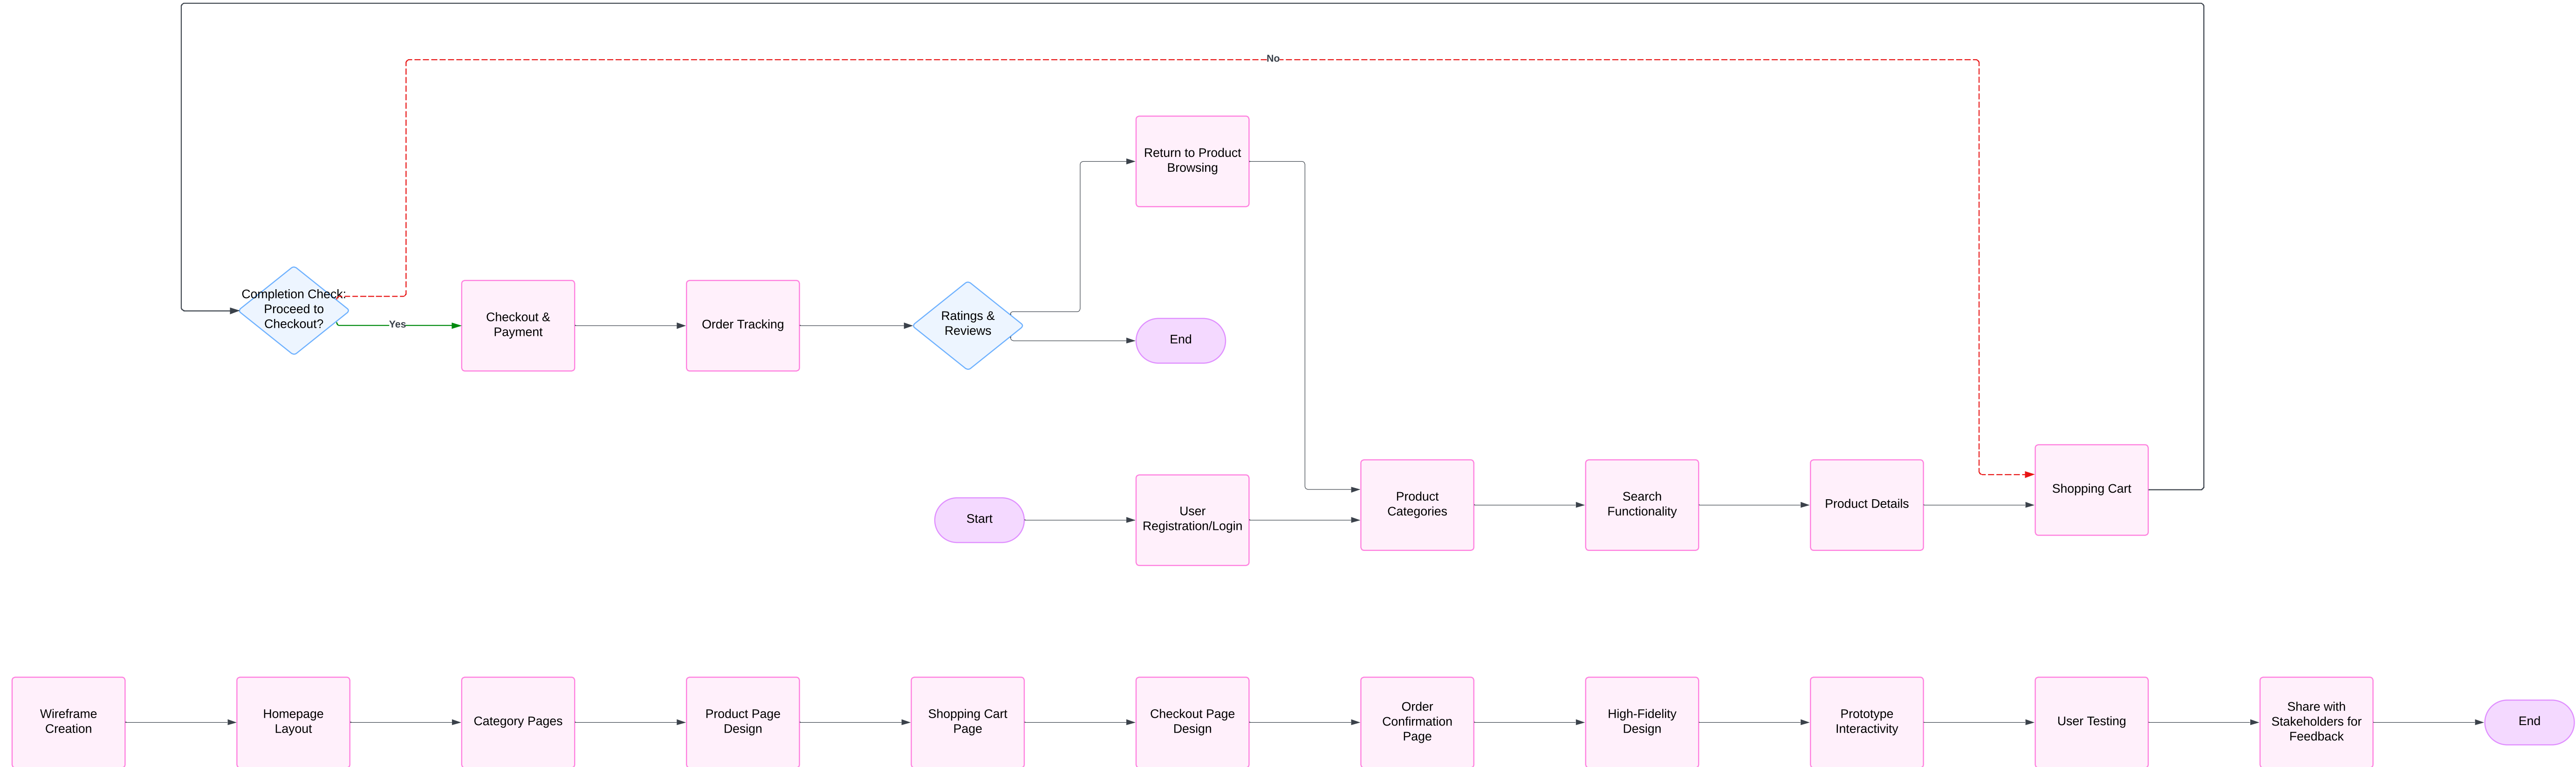 No
Return to Product
Browsing
Completion Check:
Proceed to
Checkout?
Yes
Checkout &
Payment
Order Tracking
Ratings &
Reviews
End
Start
User
Registration/Login
Product
Categories
Search
Functionality
Product Details
Shopping Cart
Wireframe
Creation
Homepage
Layout
Category Pages
Product Page
Design
Shopping Cart
Page
Checkout Page
Design
Order
Confirmation
Page
High-Fidelity
Design
Prototype
Interactivity
User Testing
Share with
Stakeholders for
Feedback
End